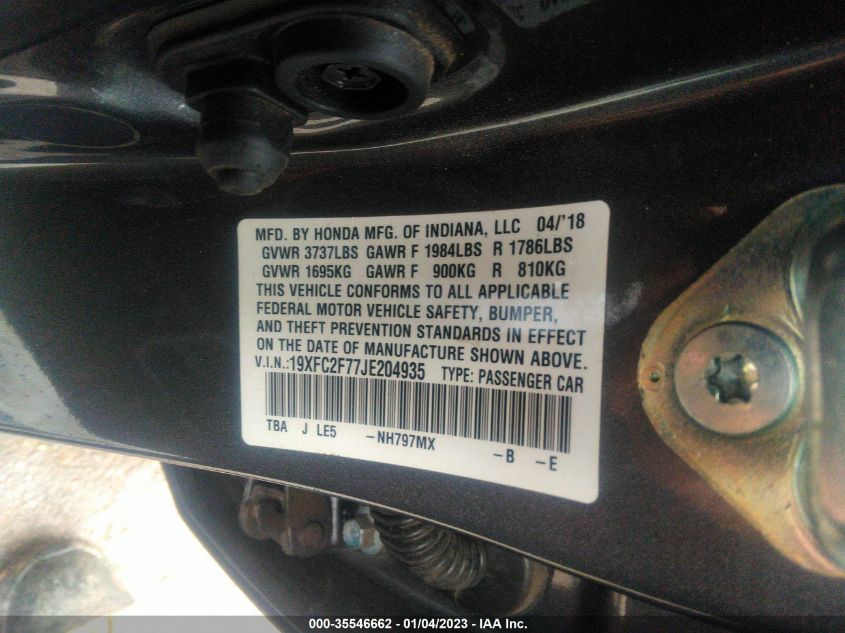 MFD. BY HONDA MFG. OF INDIANA, LLC 04/'18
GVWR 3737LBS GAWR F 1984LBS R 1786LBS
GVWR 1695KG GAWR F 900KG R 810KG
THIS VEHICLE CONFORMS TO ALL APPLICABLE
FEDERAL MOTOR VEHICLE SAFETY, BUMPER,
AND THEFT PREVENTION STANDARDS IN EFFECT
ON THE DATE OF MANUFACTURE SHOWN ABOVE.
V.I.N.:19XFC2F77JE204935 TYPE: PASSENGER CAR
TBA J LE5 -NH797MX -B -E
000-35546662 - 01/04/2023 - IAA Inc.